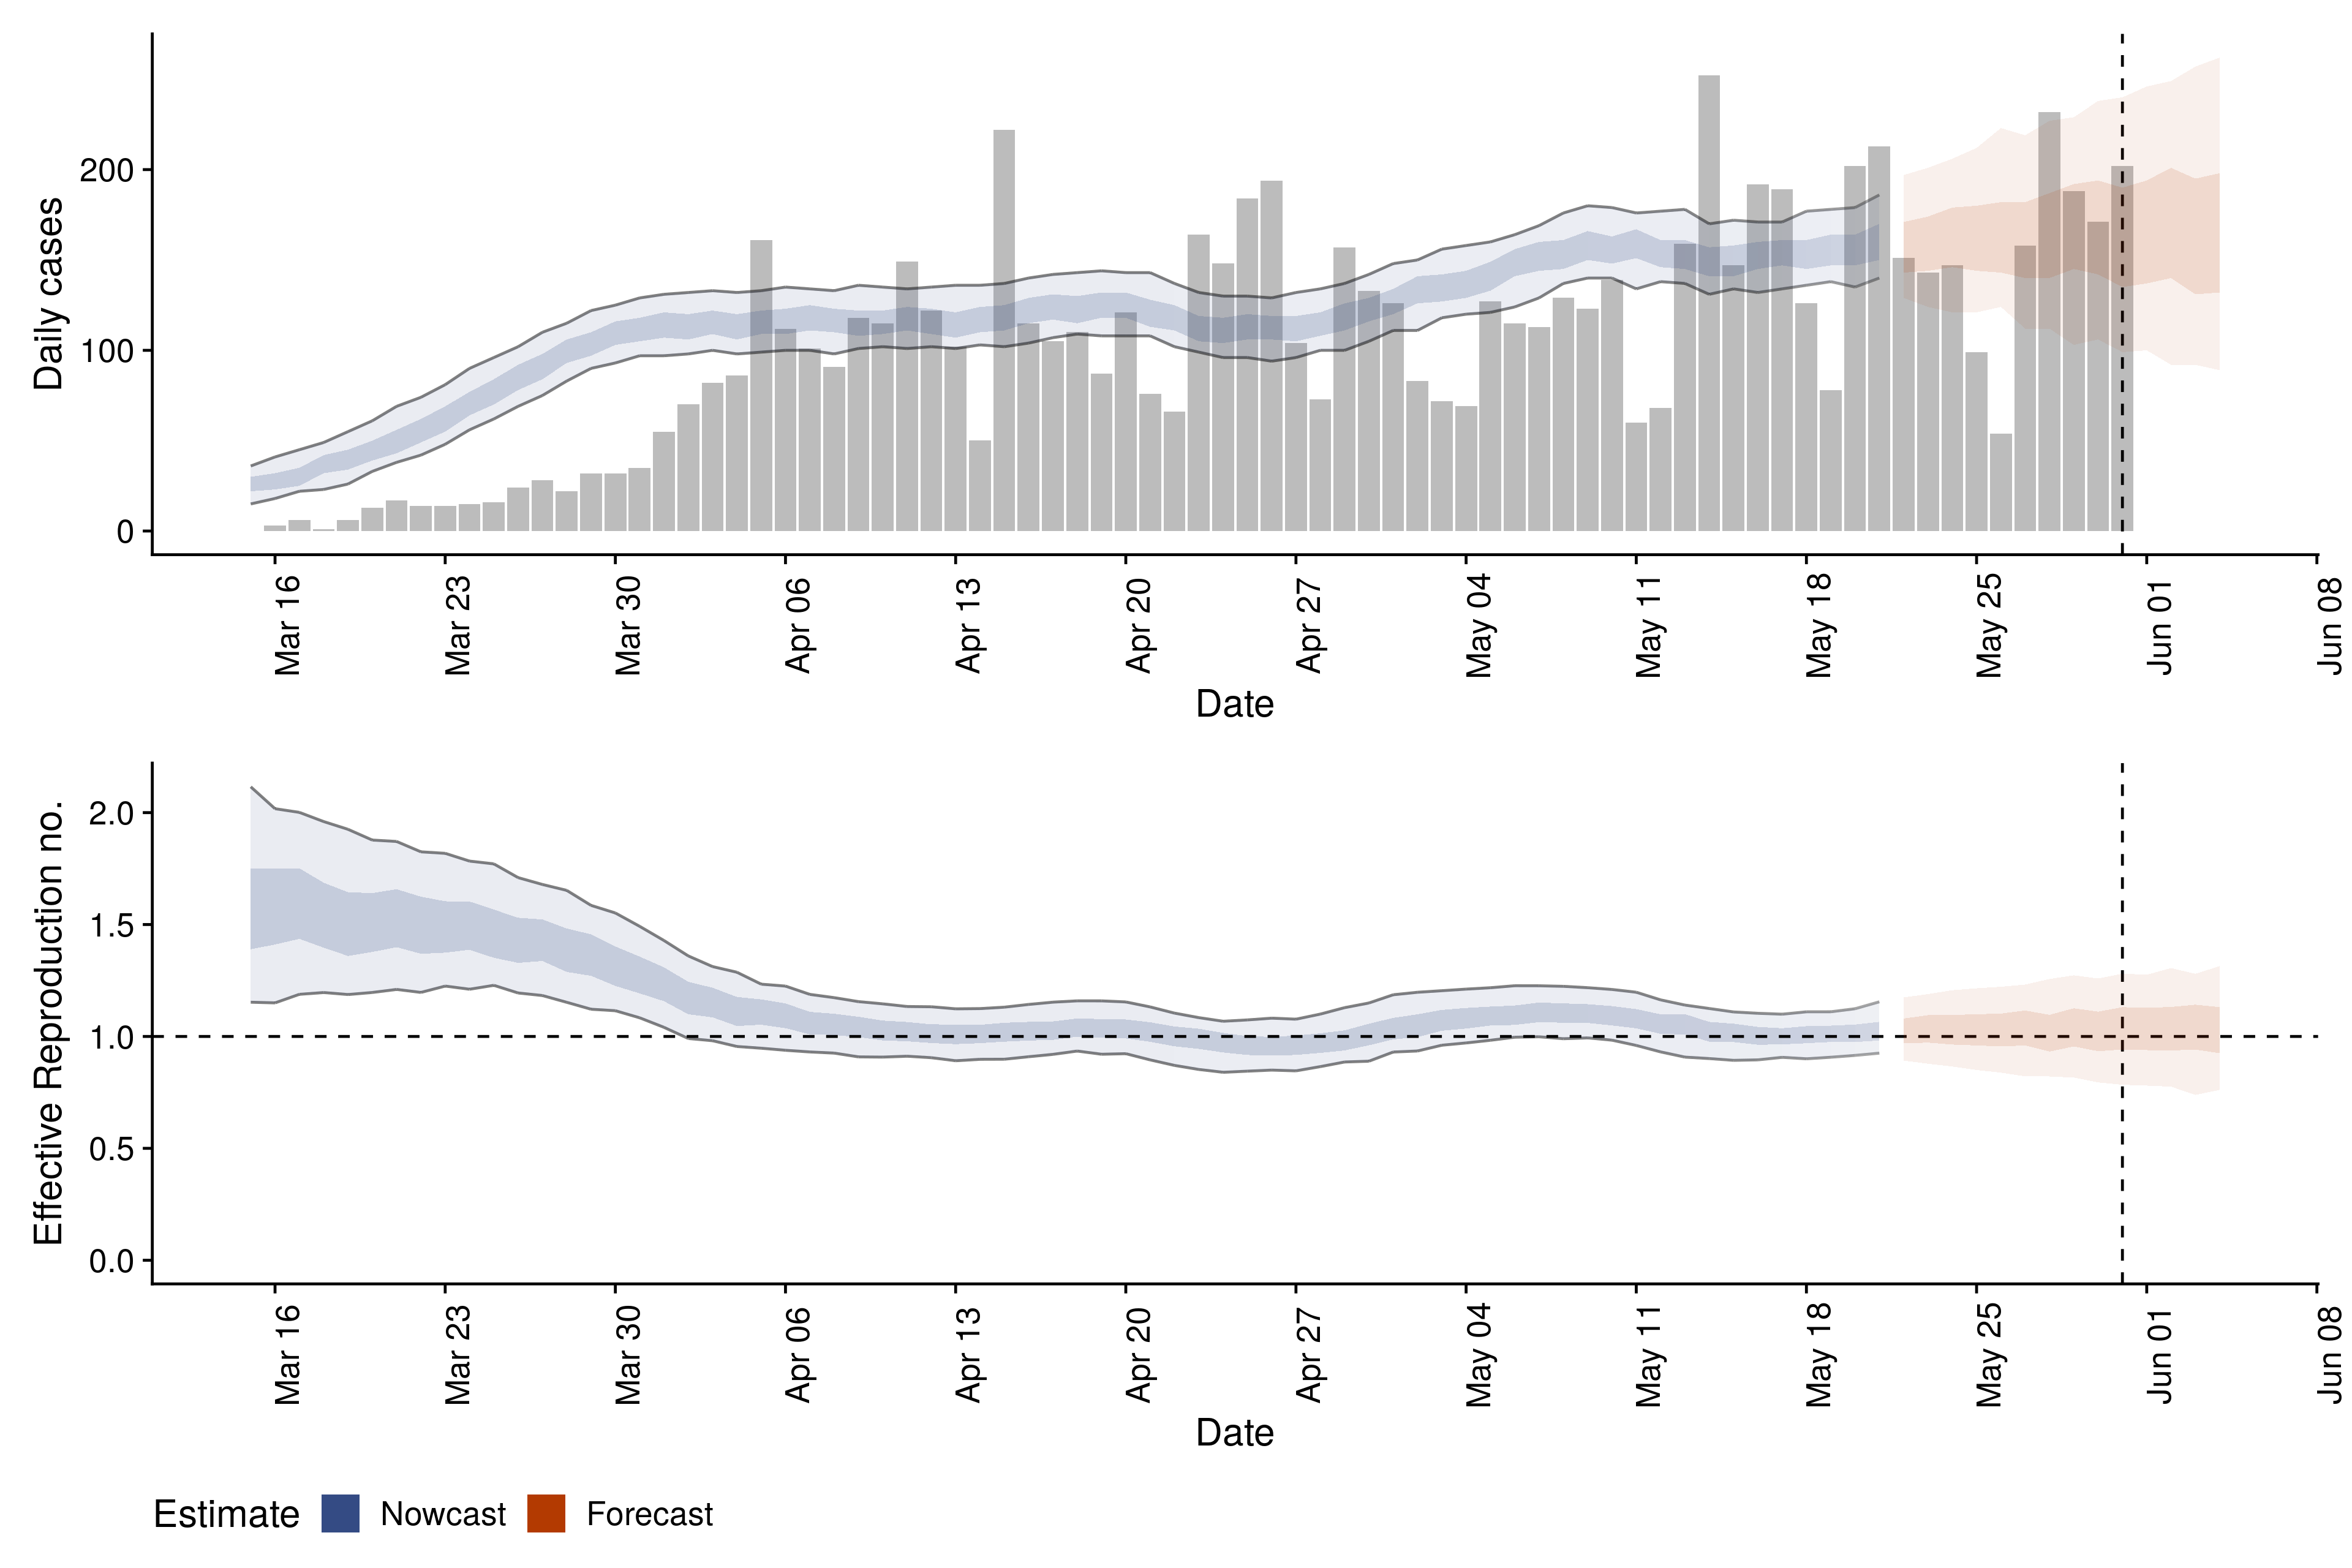 Daily cases
200
100
0
Mar 16
Mar 23
Mar 30
Apr 06
Apr 13
Apr 20
Apr 27
May 04
May 11
May 18
May 25
Jun 01
Jun 08
Date
Effective Reproduction no.
2.0
1.5
1.0
0.5
0.0
Mar 16
Mar 23
Mar 30
Apr 06
Apr 13
Apr 20
Apr 27
May 04
May 11
May 18
May 25
Jun 01
Jun 08
Date
Estimate Nowcast Forecast